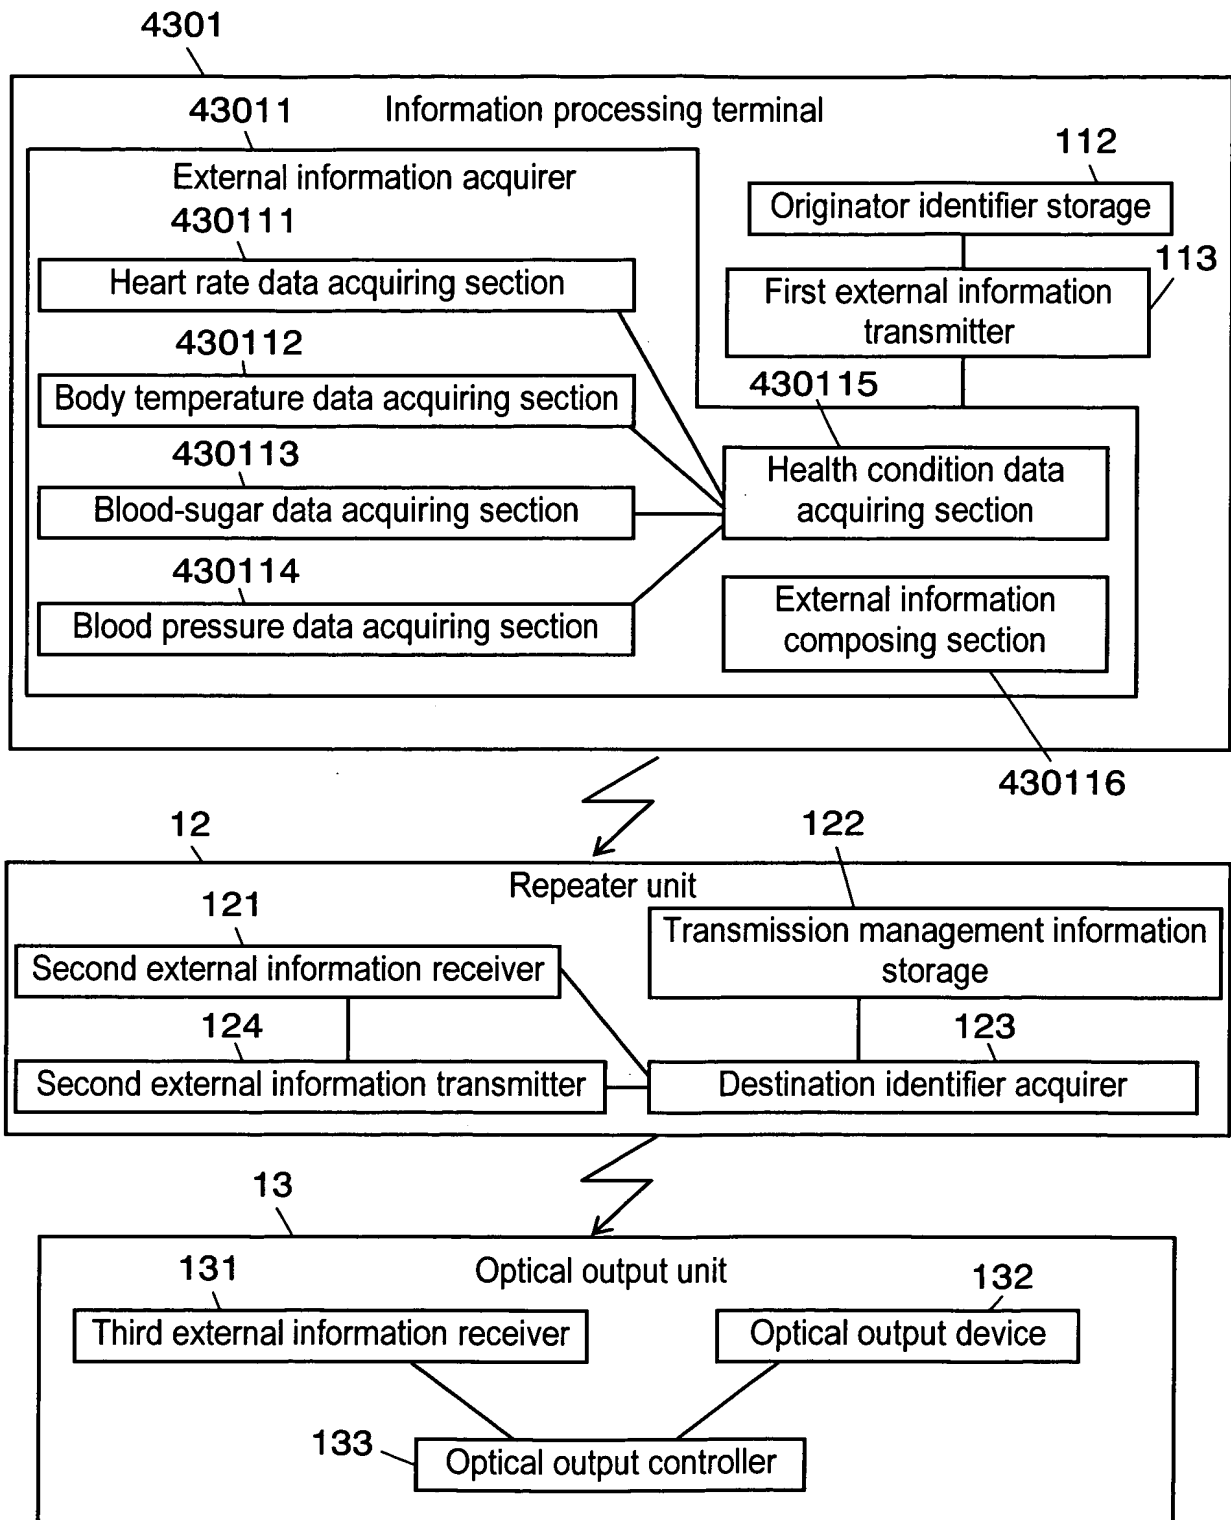 4301
Information processing terminal
43011
External information acquirer
112
Originator identifier storage
113
First external information
transmitter
430111
Heart rate data acquiring section
430112
Body temperature data acquiring section
430113
Blood-sugar data acquiring section
430114
Blood pressure data acquiring section
430115
Health condition data
acquiring section
External information
composing section
430116
12
Repeater unit
121
Second external information receiver
122
Transmission management information
storage
124
Second external information transmitter
123
Destination identifier acquirer
13
Optical output unit
131
Third external information receiver
132
Optical output device
133
Optical output controller